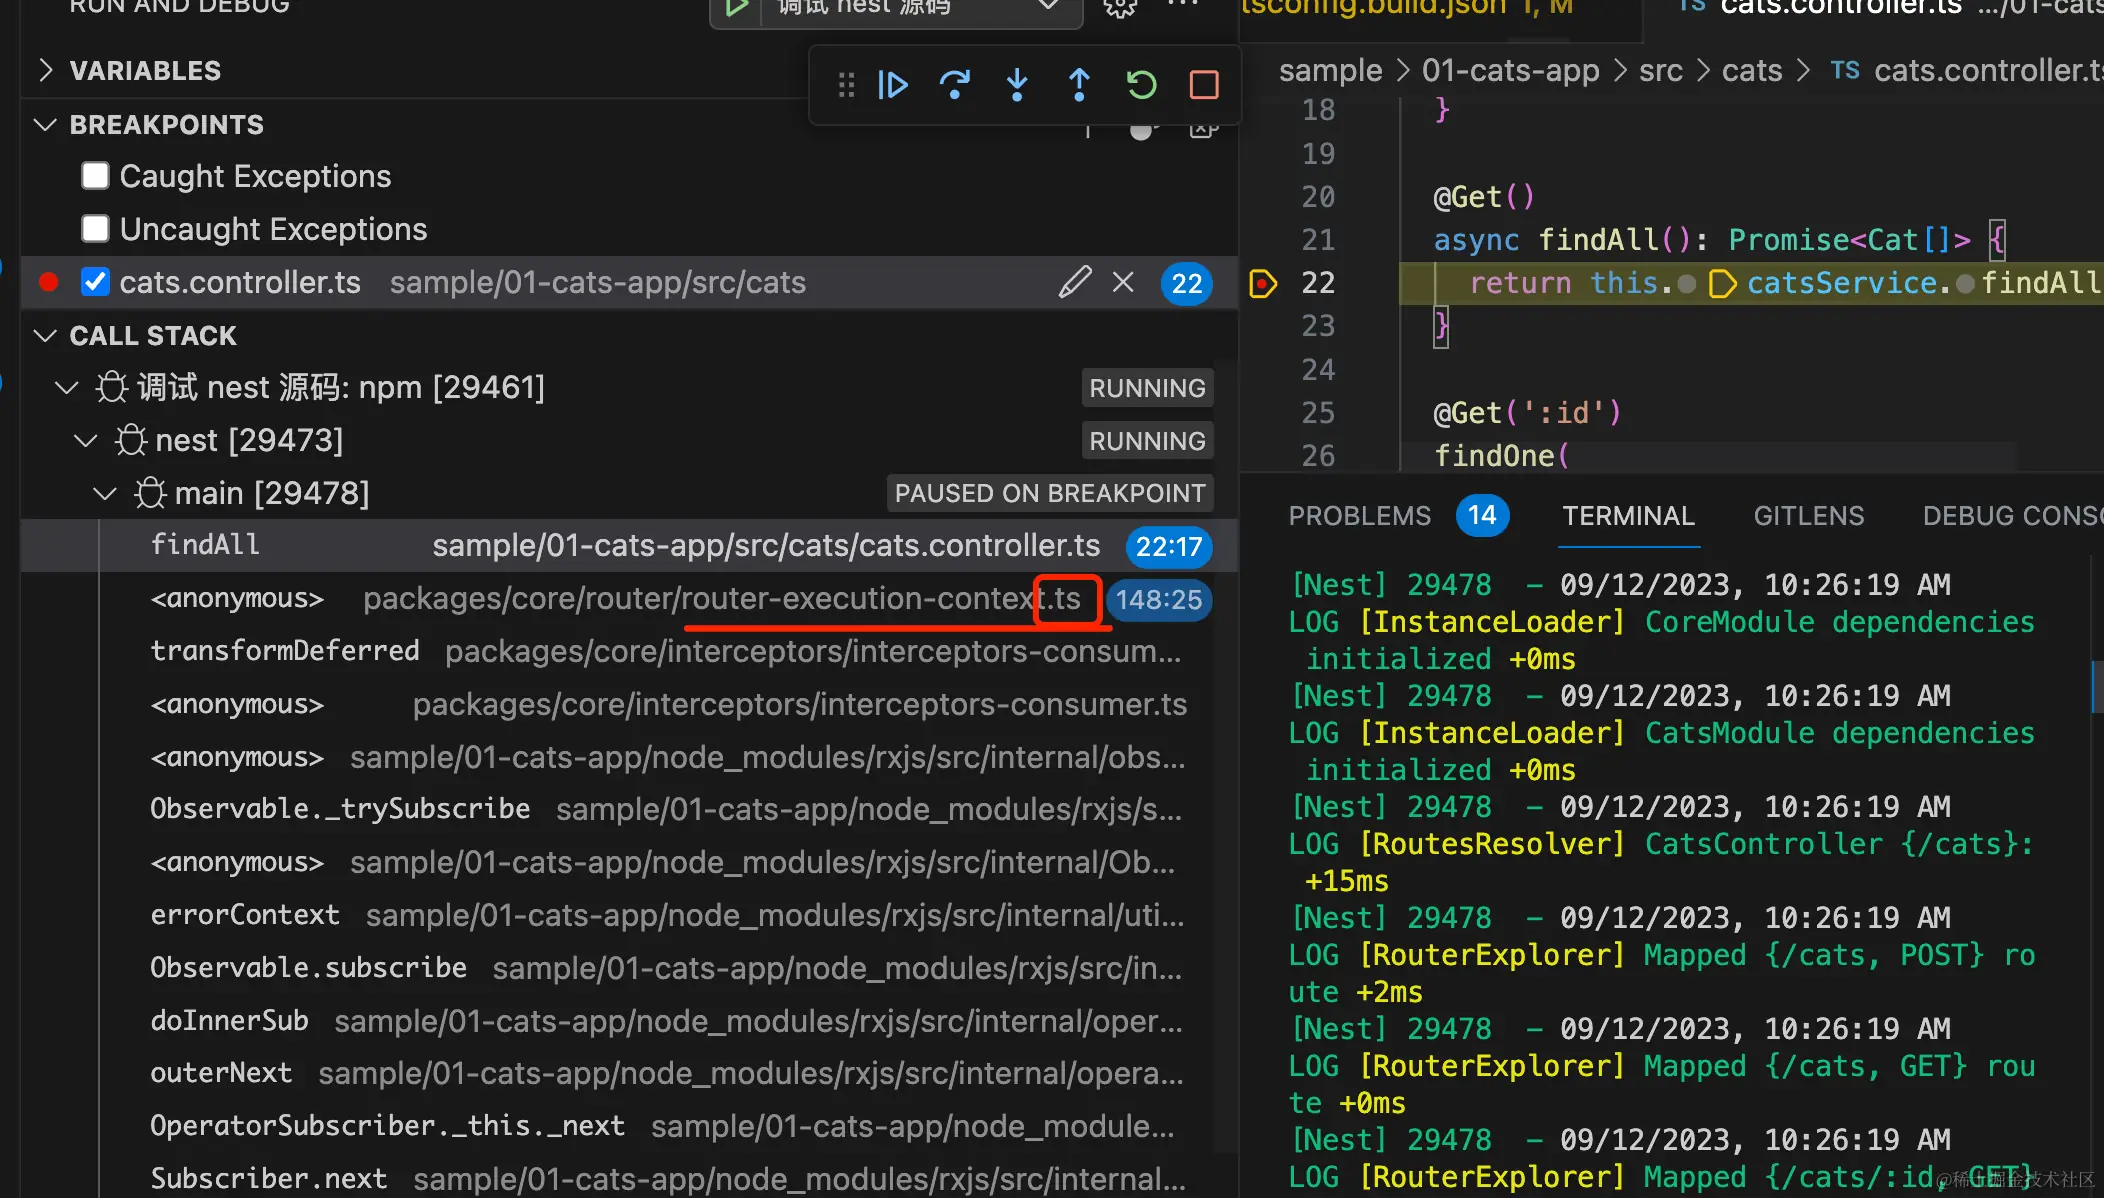 RUN AND DEBUG
调试 nest 源码
VARIABLES
BREAKPOINTS
Caught Exceptions
Uncaught Exceptions
cats.controller.ts sample/01-cats-app/src/cats 22
CALL STACK
调试 nest 源码: npm [29461] RUNNING
nest [29473] RUNNING
main [29478] PAUSED ON BREAKPOINT
findAll sample/01-cats-app/src/cats/cats.controller.ts 22:17
<anonymous> packages/core/router/router-execution-context.ts 148:25
transformDeferred packages/core/interceptors/interceptors-consum...
<anonymous> packages/core/interceptors/interceptors-consumer.ts
<anonymous> sample/01-cats-app/node_modules/rxjs/src/internal/obs...
Observable._trySubscribe sample/01-cats-app/node_modules/rxjs/s...
<anonymous> sample/01-cats-app/node_modules/rxjs/src/internal/Ob...
errorContext sample/01-cats-app/node_modules/rxjs/src/internal/uti...
Observable.subscribe sample/01-cats-app/node_modules/rxjs/src/in...
doInnerSub sample/01-cats-app/node_modules/rxjs/src/internal/oper...
outerNext sample/01-cats-app/node_modules/rxjs/src/internal/opera...
OperatorSubscriber._this._next sample/01-cats-app/node_module...
Subscriber.next sample/01-cats-app/node_modules/rxjs/src/internal...
tsconfig.build.json 1, M
TS cats.controller.ts .../01-cats
sample > 01-cats-app > src > cats > TS cats.controller.ts
18 }
19
20 @Get()
21 async findAll(): Promise<Cat[]> {
22 return this.catsService.findAll
23 }
24
25 @Get(':id')
26 findOne(
PROBLEMS 14 TERMINAL GITLENS DEBUG CONSO
[Nest] 29478 - 09/12/2023, 10:26:19 AM
LOG [InstanceLoader] CoreModule dependencies
initialized +0ms
[Nest] 29478 - 09/12/2023, 10:26:19 AM
LOG [InstanceLoader] CatsModule dependencies
initialized +0ms
[Nest] 29478 - 09/12/2023, 10:26:19 AM
LOG [RoutesResolver] CatsController {/cats}:
+15ms
[Nest] 29478 - 09/12/2023, 10:26:19 AM
LOG [RouterExplorer] Mapped {/cats, POST} ro
ute +2ms
[Nest] 29478 - 09/12/2023, 10:26:19 AM
LOG [RouterExplorer] Mapped {/cats, GET} rou
te +0ms
[Nest] 29478 - 09/12/2023, 10:26:19 AM
LOG [RouterExplorer] Mapped {/cats/:id, GET}
@稀土掘金技术社区